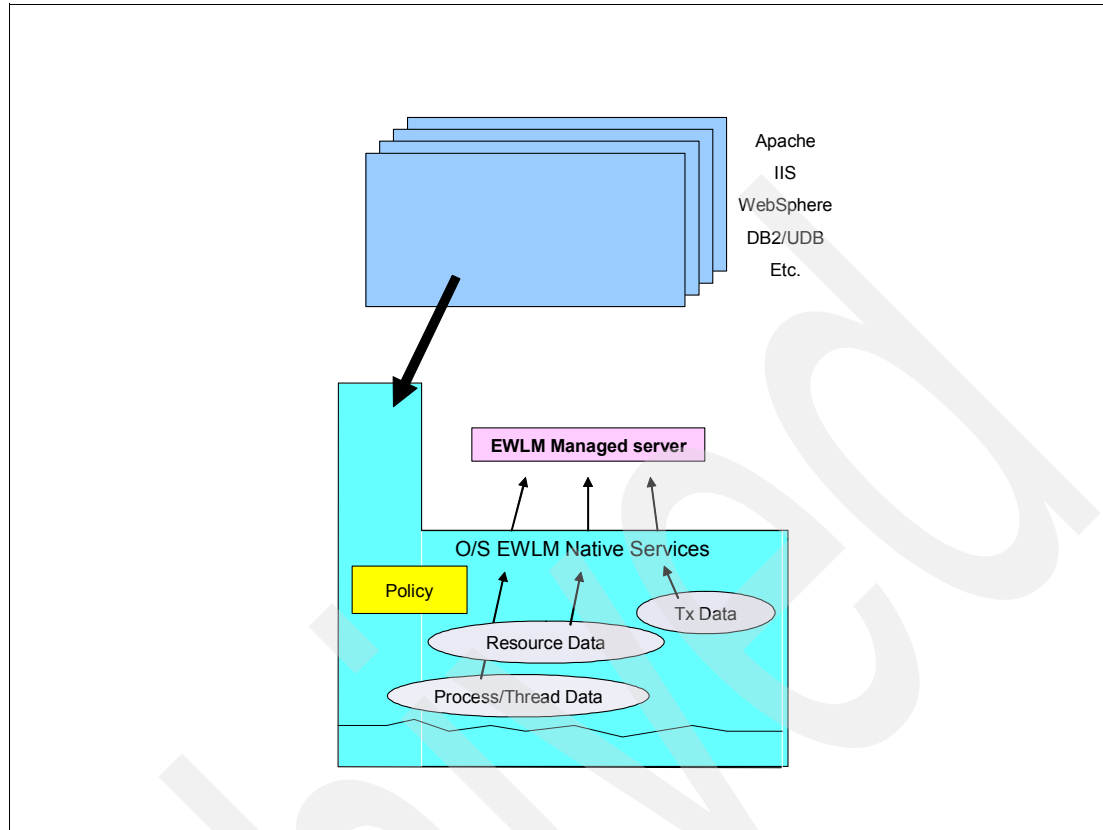 Apache
IIS
WebSphere
DB2/UDB
Etc.
EWLM Managed server
O/S EWLM Native Services
Policy
Tx Data
Resource Data
Process/Thread Data